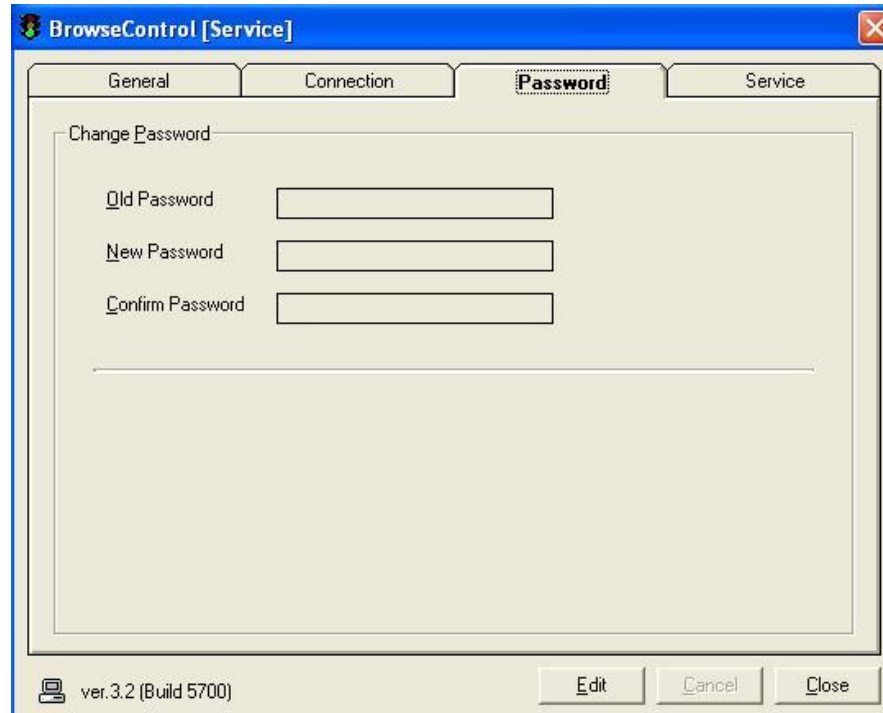 BrowseControl [Service]
General Connection Password Service
Change Password
Old Password
New Password
Confirm Password
ver.3.2 (Build 5700) Edit Cancel Close